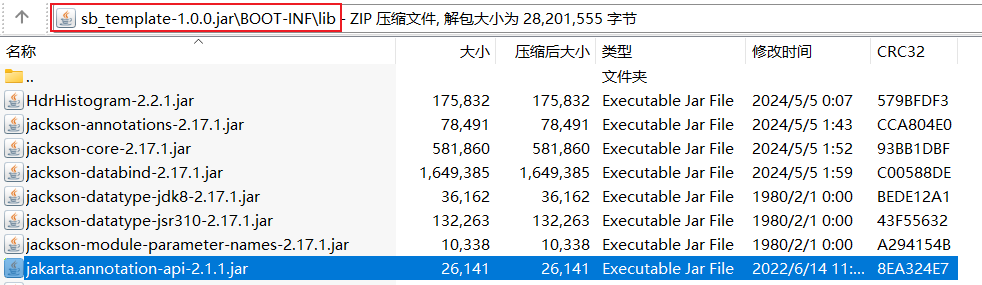 sb_template-1.0.0.jar\BOOT-INF\lib - ZIP 压缩文件, 解包大小为 28,201,555 字节
名称 大小 压缩后大小 类型 修改时间 CRC32
.. 文件夹
HdrHistogram-2.2.1.jar 175,832 175,832 Executable Jar File 2024/5/5 0:07 579BFDF3
jackson-annotations-2.17.1.jar 78,491 78,491 Executable Jar File 2024/5/5 1:43 CCA804E0
jackson-core-2.17.1.jar 581,860 581,860 Executable Jar File 2024/5/5 1:52 93BB1DBF
jackson-databind-2.17.1.jar 1,649,385 1,649,385 Executable Jar File 2024/5/5 1:59 C00588DE
jackson-datatype-jdk8-2.17.1.jar 36,162 36,162 Executable Jar File 1980/2/1 0:00 BEDE12A1
jackson-datatype-jsr310-2.17.1.jar 132,263 132,263 Executable Jar File 1980/2/1 0:00 43F55632
jackson-module-parameter-names-2.17.1.jar 10,338 10,338 Executable Jar File 1980/2/1 0:00 A294154B
jakarta.annotation-api-2.1.1.jar 26,141 26,141 Executable Jar File 2022/6/14 11:... 8EA324E7